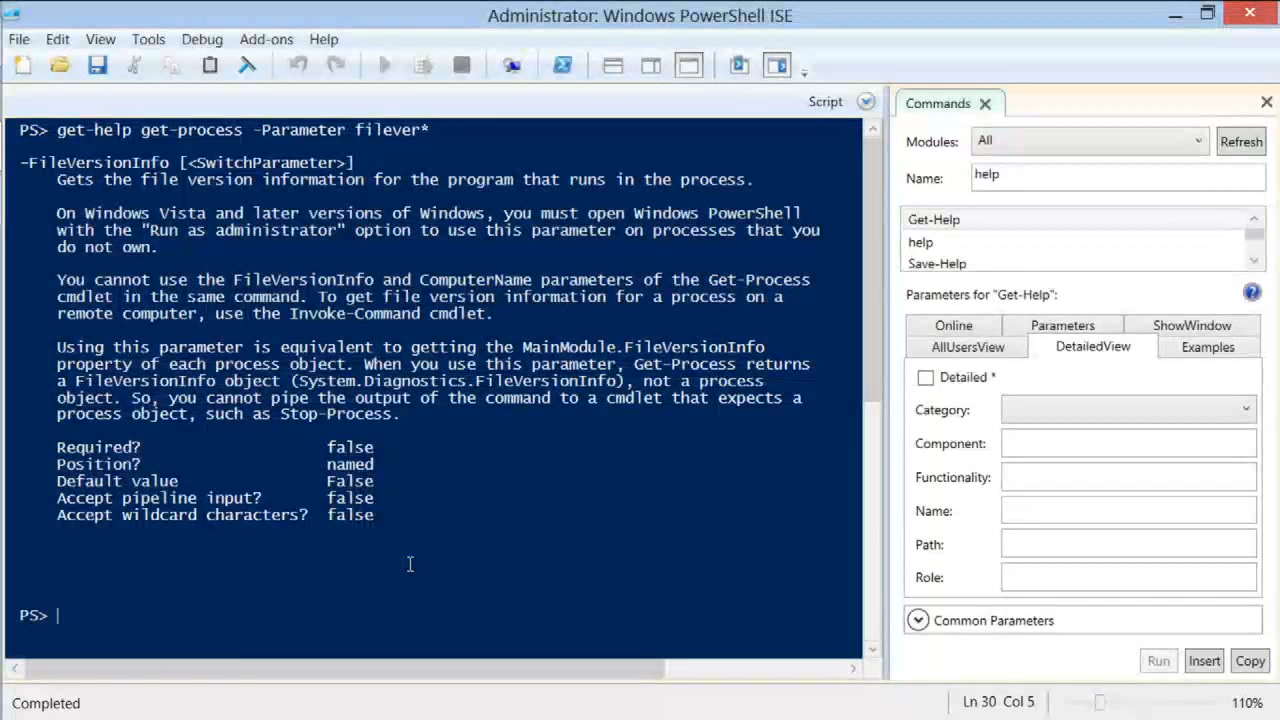 Administrator: Windows PowerShell ISE
File Edit View Tools Debug Add-ons Help
Script
PS> get-help get-process -Parameter filever*
-FileVersionInfo [<SwitchParameter>]
Gets the file version information for the program that runs in the process.
On Windows Vista and later versions of Windows, you must open Windows PowerShell
with the "Run as administrator" option to use this parameter on processes that you
do not own.
You cannot use the FileVersionInfo and ComputerName parameters of the Get-Process
cmdlet in the same command. To get file version information for a process on a
remote computer, use the Invoke-Command cmdlet.
Using this parameter is equivalent to getting the MainModule.FileVersionInfo
property of each process object. When you use this parameter, Get-Process returns
a FileVersionInfo object (System.Diagnostics.FileVersionInfo), not a process
object. So, you cannot pipe the output of the command to a cmdlet that expects a
process object, such as Stop-Process.
Required? false
Position? named
Default value False
Accept pipeline input? false
Accept wildcard characters? false
PS>
Commands
Modules: All Refresh
Name: help
Get-Help
help
Save-Help
Parameters for "Get-Help":
Online Parameters ShowWindow
AllUsersView DetailedView Examples
Detailed *
Category:
Component:
Functionality:
Name:
Path:
Role:
Common Parameters
Run Insert Copy
Completed Ln 30 Col 5 110%